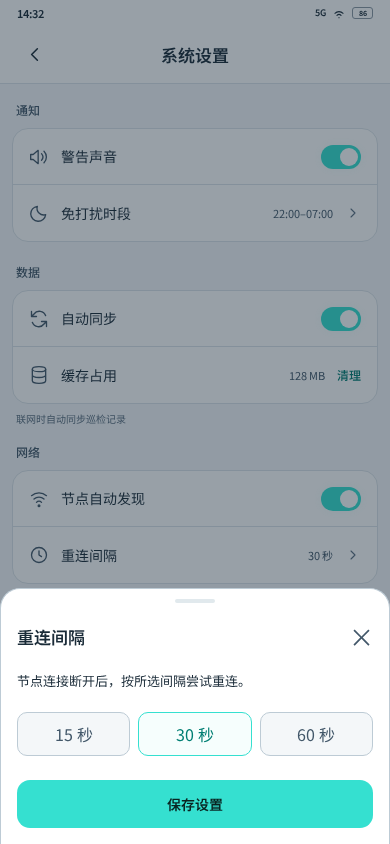 14:32
5G 86
系统设置
通知
警告声音
免打扰时段 22:00–07:00
数据
自动同步
缓存占用 128 MB 清理
联网时自动同步巡检记录
网络
节点自动发现
重连间隔 30 秒
重连间隔
节点连接断开后，按所选间隔尝试重连。
15 秒 30 秒 60 秒
保存设置